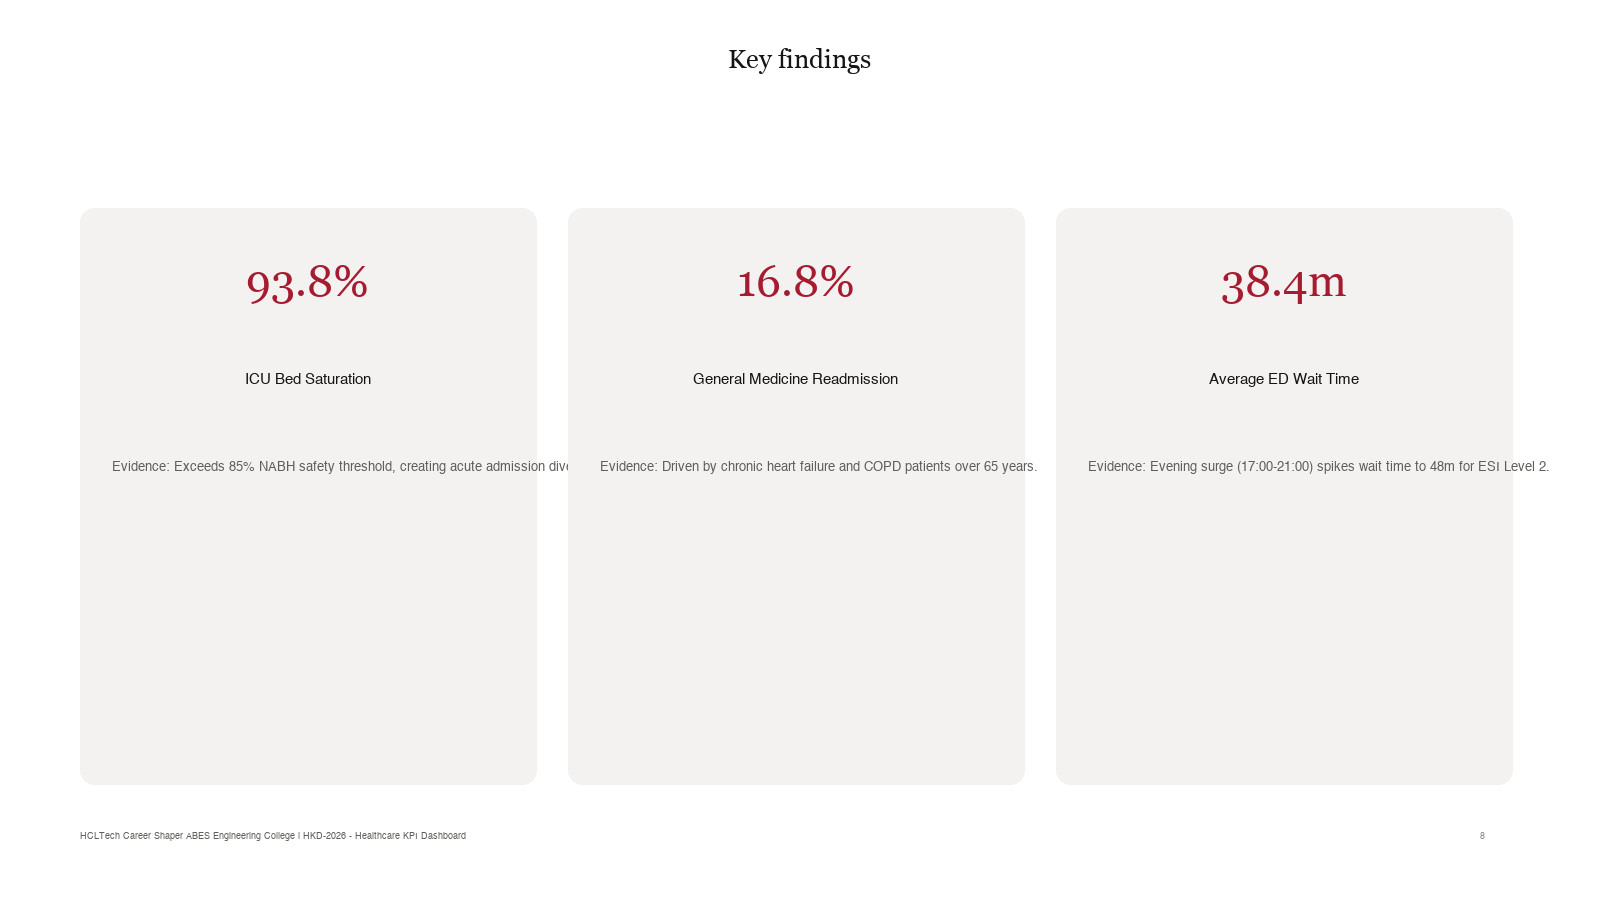 Key findings
93.8%
ICU Bed Saturation
Evidence: Exceeds 85% NABH safety threshold, creating acute admission
16.8%
General Medicine Readmission
Evidence: Driven by chronic heart failure and COPD patients over 65 years.
38.4m
Average ED Wait Time
Evidence: Evening surge (17:00-21:00) spikes wait time to 48m for ESI Level 2.
HCLTech Career Shaper ABES Engineering College | HKD-2026 - Healthcare KPI Dashboard
8